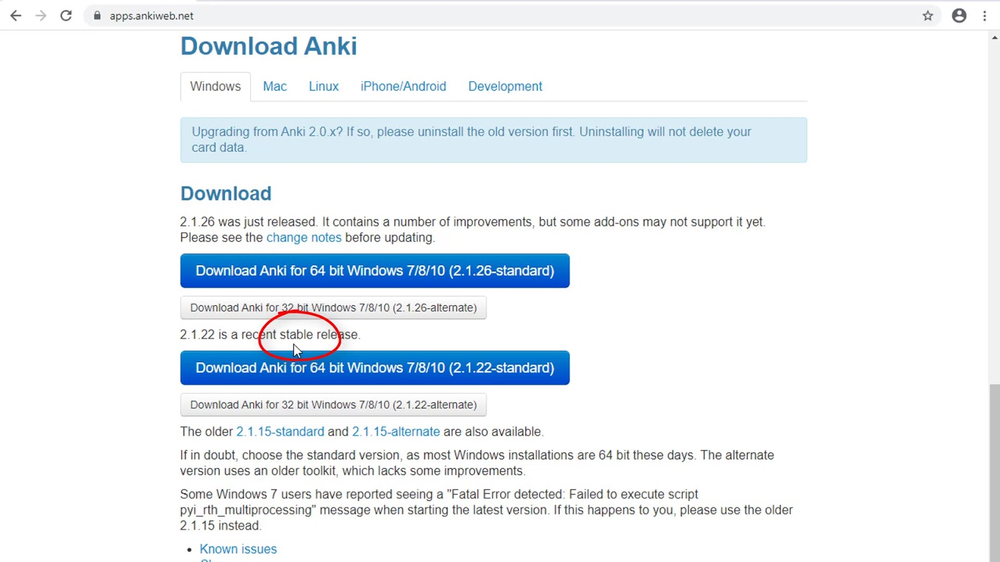 apps.ankiweb.net
Download Anki
Windows Mac Linux iPhone/Android Development
Upgrading from Anki 2.0.x? If so, please uninstall the old version first. Uninstalling will not delete your
card data.
Download
2.1.26 was just released. It contains a number of improvements, but some add-ons may not support it yet.
Please see the change notes before updating.
Download Anki for 64 bit Windows 7/8/10 (2.1.26-standard)
Download Anki for 32 bit Windows 7/8/10 (2.1.26-alternate)
2.1.22 is a recent stable release.
Download Anki for 64 bit Windows 7/8/10 (2.1.22-standard)
Download Anki for 32 bit Windows 7/8/10 (2.1.22-alternate)
The older 2.1.15-standard and 2.1.15-alternate are also available.
If in doubt, choose the standard version, as most Windows installations are 64 bit these days. The alternate
version uses an older toolkit, which lacks some improvements.
Some Windows 7 users have reported seeing a "Fatal Error detected: Failed to execute script
pyi_rth_multiprocessing" message when starting the latest version. If this happens to you, please use the older
2.1.15 instead.
• Known issues